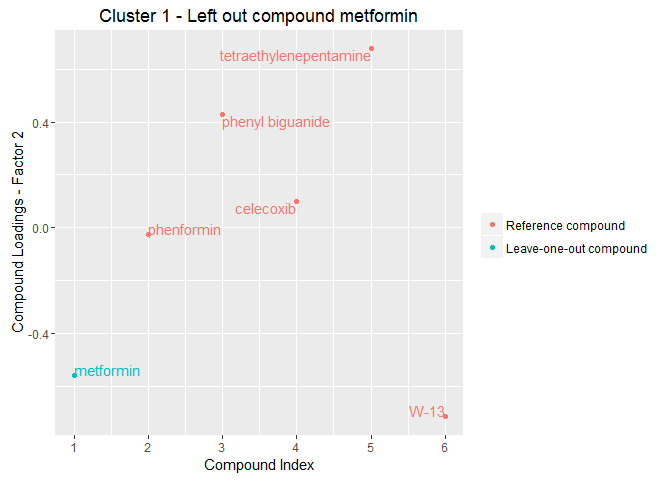 Cluster 1 - Left out compound metformin
tetraethylenepentamine
phenyl biguanide
celecoxib
phenformin
metformin
W-13
0.4
0.0
-0.4
Compound Loadings - Factor 2
1 2 3 4 5 6
Compound Index
Reference compound
Leave-one-out compound